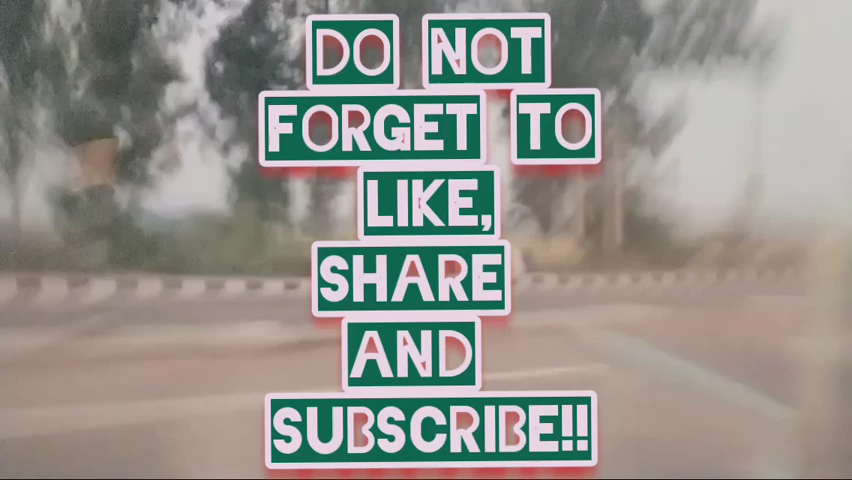 DO NOT
FORGET TO
LIKE,
SHARE
AND
SUBSCRIBE!!